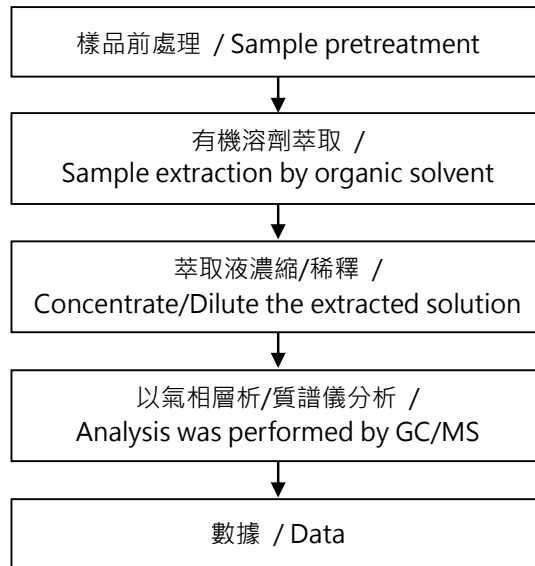 樣品前處理 / Sample pretreatment
有機溶劑萃取 /
Sample extraction by organic solvent
萃取液濃縮/稀釋 /
Concentrate/Dilute the extracted solution
以氣相層析/質譜儀分析 /
Analysis was performed by GC/MS
數據 / Data